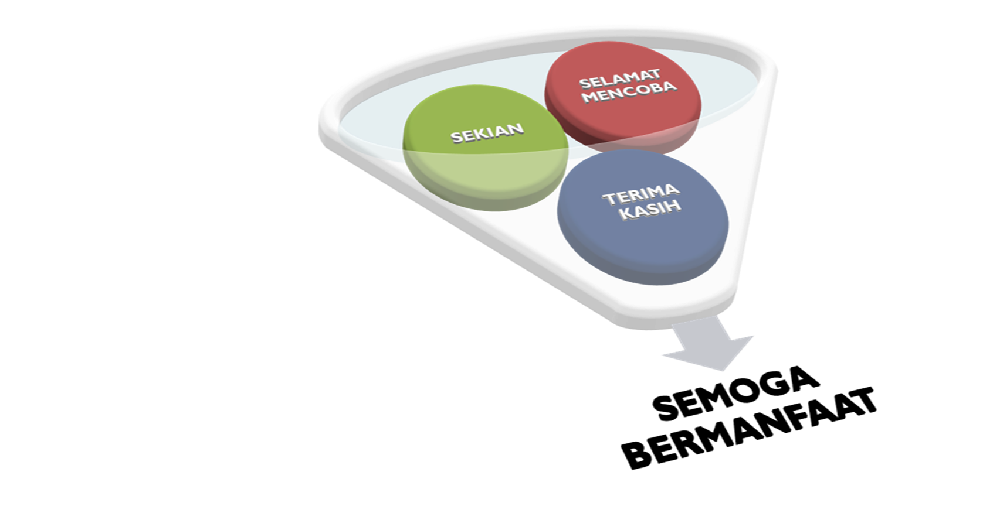 SELAMAT
MENCOBA
SEKIAN
TERIMA
KASIH
SEMOGA
BERMANFAAT